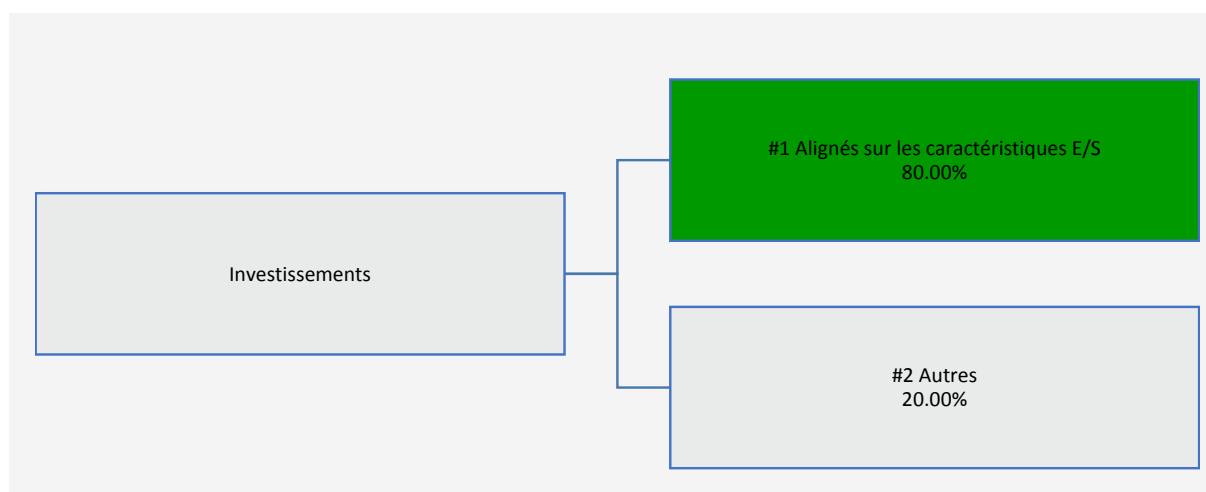 #1 Alignés sur les caractéristiques E/S
80.00%
Investissements
#2 Autres
20.00%